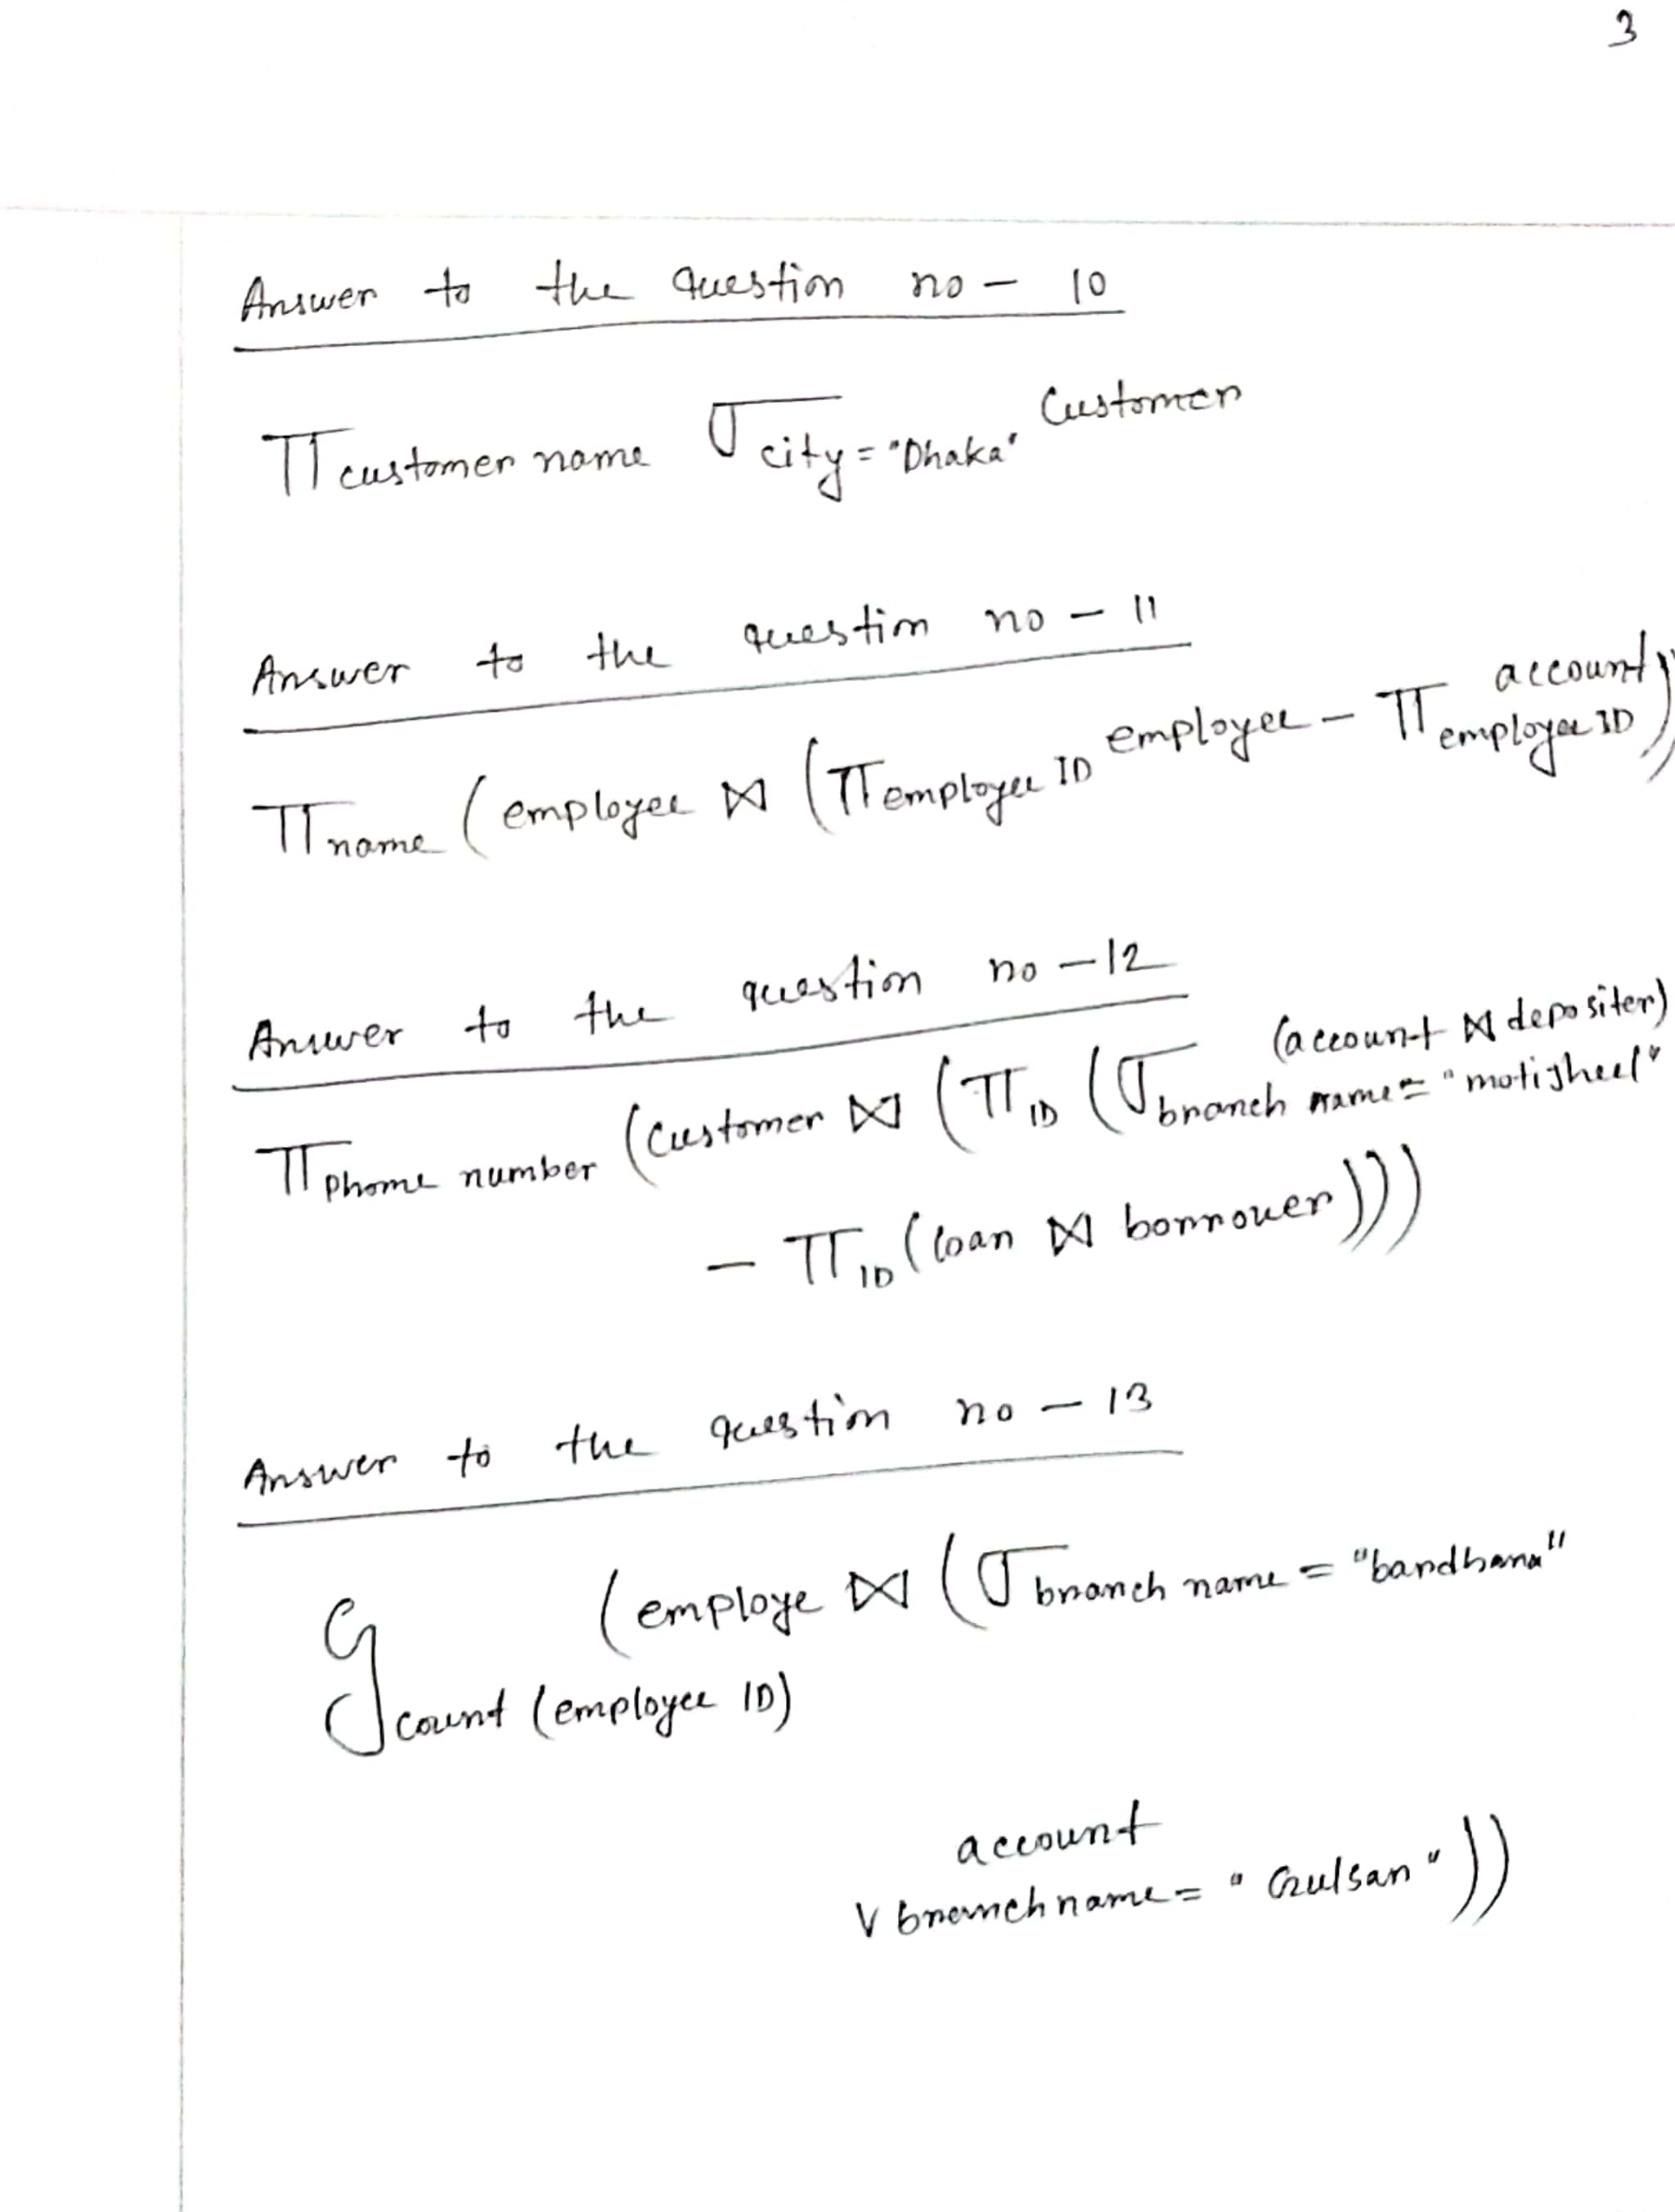 3
Answer to the Question no - 10
π customer name σ city = "Dhaka" Customer
Answer to the question no - 11
π name ( employee ⋈ ( π employee ID employee - π employee ID account ))
Answer to the question no - 12
π phone number ( Customer ⋈ ( π ID ( σ branch name = "motijheel" (account ⋈ depositer)
- π ID ( loan ⋈ borrower )))
Answer to the question no - 13
G count (employee ID) ( employe ⋈ ( σ branch name = "bandhana"
account
∨ branch name = "Gulsan" ))